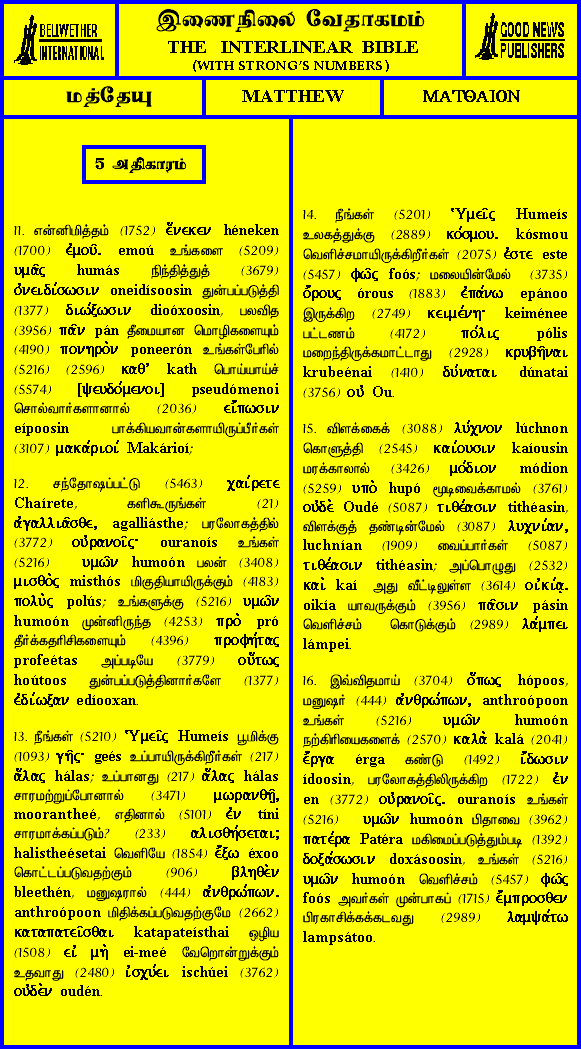 BELLWETHER
INTERNATIONAL
இணைநிலை வேதாகமம்
THE INTERLINEAR BIBLE
(WITH STRONG'S NUMBERS)
GOOD NEWS
PUBLISHERS
மத்தேயு
MATTHEW
ΜΑΤΘΑΙΟΝ
5 அதிகாரம்
11. என்னிமித்தம் (1752) ἕνεκεν héneken
(1700) ἐμοῦ. emoú உங்களை (5209)
υμᾶς humás நிந்தித்துத் (3679)
ὀνειδίσωσιν oneidísoosin துன்பப்படுத்தி
(1377) διώξωσιν dioóxoosin, பலவித
(3956) πᾶν pán தீமையான மொழிகளையும்
(4190) πονηρὸν poneerón உங்கள்பேரில்
(5216) (2596) καθ’ kath பொய்யாய்ச்
(5574) [ψευδόμενοι] pseudómenoi
சொல்வார்களானால் (2036) εἴπωσιν
eípoosin பாக்கியவான்களாயிருப்பீர்கள்
(3107) μακάριοί Makárioí;
12. சந்தோஷப்பட்டு (5463) χαίρετε
Chaírete, களிகூருங்கள் (21)
ἀγαλλιᾶσθε, agalliásthe; பரலோகத்தில்
(3772) οὐρανοῖς· ouranoís உங்கள்
(5216) υμῶν humoón பலன் (3408)
μισθὸς misthós மிகுதியாயிருக்கும் (4183)
πολὺς polús; உங்களுக்கு (5216) υμῶν
humoón முன்னிருந்த (4253) πρὸ pró
தீர்க்கதரிசிகளையும் (4396) προφήτας
profeétas அப்படியே (3779) οὕτως
hoútoos துன்பப்படுத்தினார்களே (1377)
ἐδίωξαν edíooxan.
13. நீங்கள் (5210) Ὑμεῖς Humeís பூமிக்கு
(1093) γῆς· geés உப்பாயிருக்கிறீர்கள் (217)
ἅλας hálas; உப்பானது (217) ἅλας hálas
சாரமற்றுப்போனால் (3471) μωρανθῇ,
moorantheé, எதினால் (5101) ἐν tíni
சாரமாக்கப்படும்? (233) αλισθήσεται;
halistheésetai வெளியே (1854) ἔξω éxoo
கொட்டப்படுவதற்கும் (906) βληθὲν
bleethén, மனுஷரால் (444) ἀνθρώπων.
anthroópoon மிதிக்கப்படுவதற்குமே (2662)
καταπατεῖσθαι katapateísthai ஒழிய
(1508) εἰ μὴ ei-meé வேறொன்றுக்கும்
உதவாது (2480) ἰσχύει ischúei (3762)
οὐδὲν oudén.
14. நீங்கள் (5201) Ὑμεῖς Humeís
உலகத்துக்கு (2889) κόσμου. kósmou
வெளிச்சமாயிருக்கிறீர்கள் (2075) ἐστε este
(5457) φῶς foós; மலையின்மேல் (3735)
ὄρους órous (1883) ἐπάνω epánoo
இருக்கிற (2749) κειμένη· keiménee
பட்டணம் (4172) πόλις pólis
மறைந்திருக்கமாட்டாது (2928) κρυβῆναι
krubeénai (1410) δύναται dúnatai
(3756) οὐ Ou.
15. விளக்கைக் (3088) λύχνον lúchnon
கொளுத்தி (2545) καίουσιν kaíousin
மரக்காலால் (3426) μόδιον módion
(5259) υπὸ hupó மூடிவைக்காமல் (3761)
οὐδὲ Oudé (5087) τιθέασιν tithéasin,
விளக்குத் தண்டின்மேல் (3087) λυχνίαν,
luchnían (1909) வைப்பார்கள் (5087)
τιθέασιν tithéasin; அப்பொழுது (2532)
καὶ kaí அது வீட்டிலுள்ள (3614) οἰκίᾳ.
oikía யாவருக்கும் (3956) πᾶσιν pásin
வெளிச்சம் கொடுக்கும் (2989) λάμπει
lámpei.
16. இவ்விதமாய் (3704) ὅπως hópoos,
மனுஷர் (444) ἀνθρώπων, anthroópoon
உங்கள் (5216) υμῶν humoón
நற்கிரியைகளைக் (2570) καλὰ kalá (2041)
ἔργα érga கண்டு (1492) ἴδωσιν
ídoosin, பரலோகத்திலிருக்கிற (1722) ἐν
en (3772) οὐρανοῖς. ouranoís உங்கள்
(5216) υμῶν humoón பிதாவை (3962)
πατέρα Patéra மகிமைப்படுத்தும்படி (1392)
δοξάσωσιν doxásoosin, உங்கள் (5216)
υμῶν humoón வெளிச்சம் (5457) φῶς
foós அவர்கள் முன்பாகப் (1715) ἔμπροσθεν
பிரகாசிக்கக்கடவது (2989) λαμψάτω
lampsátoo.